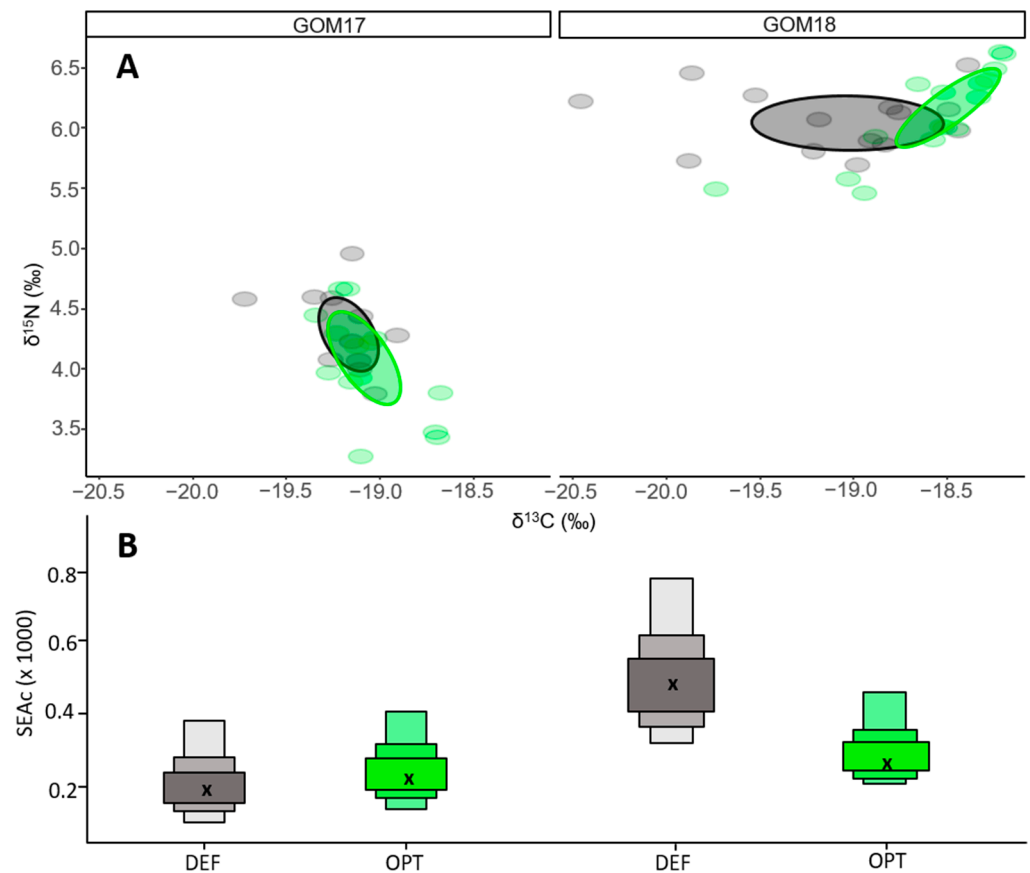 GOM17 GOM18
A
6.5
6.0
5.5
5.0
4.5
4.0
3.5
δ¹⁵N (‰)
−20.5 −20.0 −19.5 −19.0 −18.5 −20.5 −20.0 −19.5 −19.0 −18.5
δ¹³C (‰)
B
0.8
0.6
0.4
0.2
SEAc (x 1000)
x x x x
DEF OPT DEF OPT